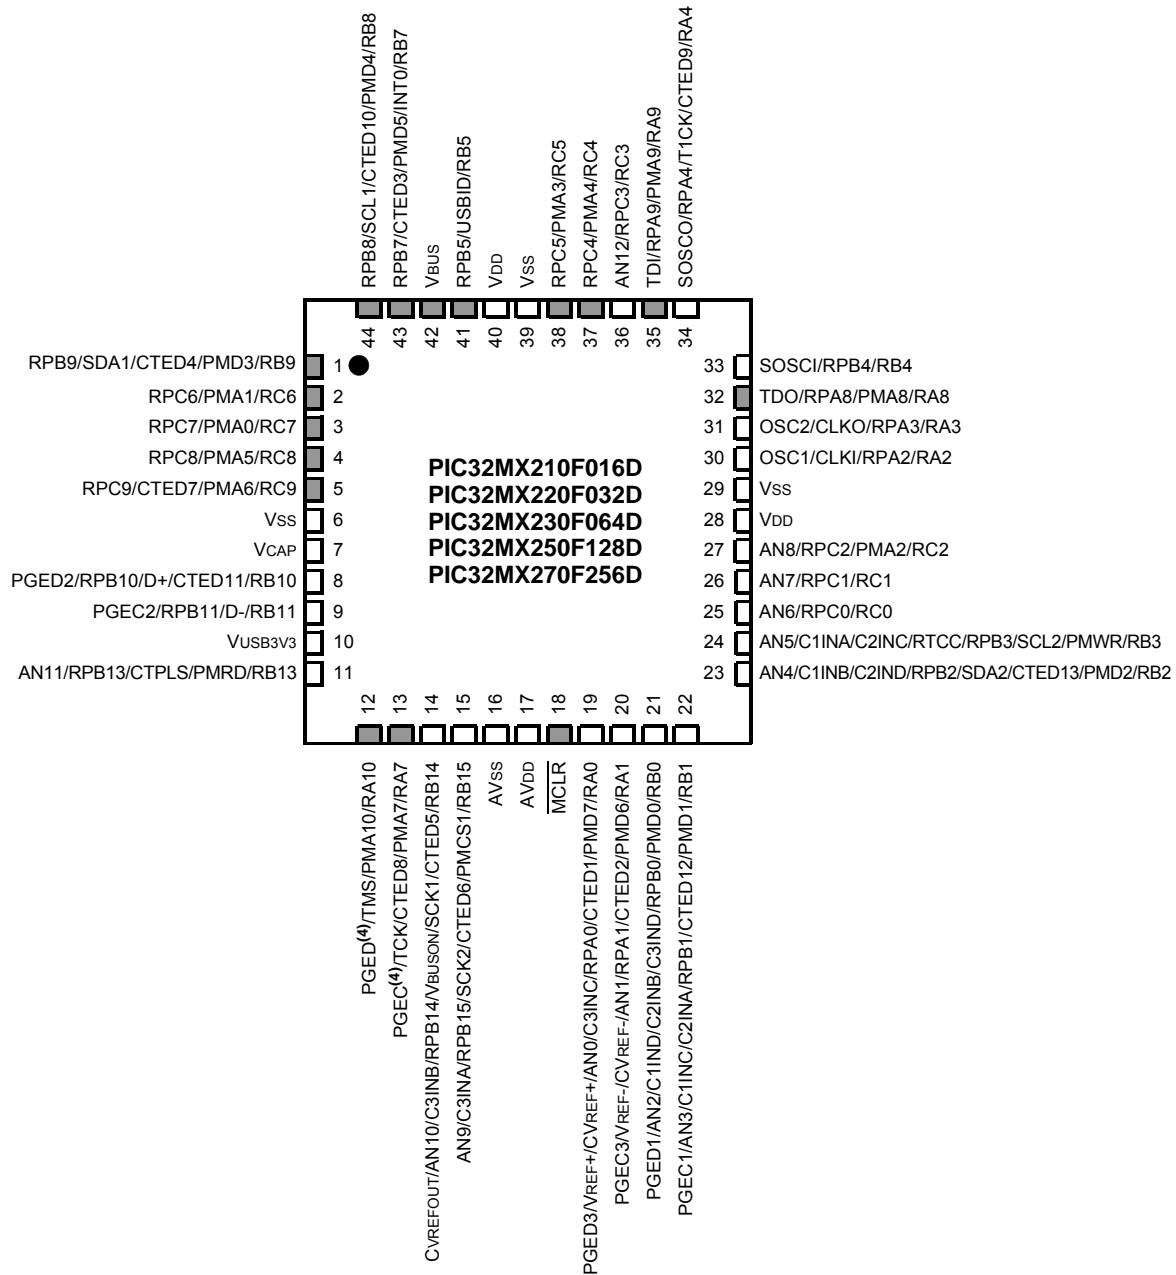 RPB8/SCL1/CTED10/PMD4/RB8
RPB7/CTED3/PMD5/INT0/RB7
VBUS
RPB5/USBID/RB5
VDD
VSS
RPC5/PMA3/RC5
RPC4/PMA4/RC4
AN12/RPC3/RC3
TDI/RPA9/PMA9/RA9
SOSCO/RPA4/T1CK/CTED9/RA4
44
43
42
41
40
39
38
37
36
35
34
RPB9/SDA1/CTED4/PMD3/RB9 1
RPC6/PMA1/RC6 2
RPC7/PMA0/RC7 3
RPC8/PMA5/RC8 4
RPC9/CTED7/PMA6/RC9 5
VSS 6
VCAP 7
PGED2/RPB10/D+/CTED11/RB10 8
PGEC2/RPB11/D-/RB11 9
VUSB3V3 10
AN11/RPB13/CTPLS/PMRD/RB13 11
PIC32MX210F016D
PIC32MX220F032D
PIC32MX230F064D
PIC32MX250F128D
PIC32MX270F256D
33 SOSCI/RPB4/RB4
32 TDO/RPA8/PMA8/RA8
31 OSC2/CLKO/RPA3/RA3
30 OSC1/CLKI/RPA2/RA2
29 VSS
28 VDD
27 AN8/RPC2/PMA2/RC2
26 AN7/RPC1/RC1
25 AN6/RPC0/RC0
24 AN5/C1INA/C2INC/RTCC/RPB3/SCL2/PMWR/RB3
23 AN4/C1INB/C2IND/RPB2/SDA2/CTED13/PMD2/RB2
12
13
14
15
16
17
18
19
20
21
22
PGED(4)/TMS/PMA10/RA10
PGEC(4)/TCK/CTED8/PMA7/RA7
CVREFOUT/AN10/C3INB/RPB14/VBUSON/SCK1/CTED5/RB14
AN9/C3INA/RPB15/SCK2/CTED6/PMCS1/RB15
AVSS
AVDD
MCLR
PGED3/VREF+/CVREF+/AN0/C3INC/RPA0/CTED1/PMD7/RA0
PGEC3/VREF-/CVREF-/AN1/RPA1/CTED2/PMD6/RA1
PGED1/AN2/C1IND/C2INB/C3IND/RPB0/PMD0/RB0
PGEC1/AN3/C1INC/C2INA/RPB1/CTED12/PMD1/RB1